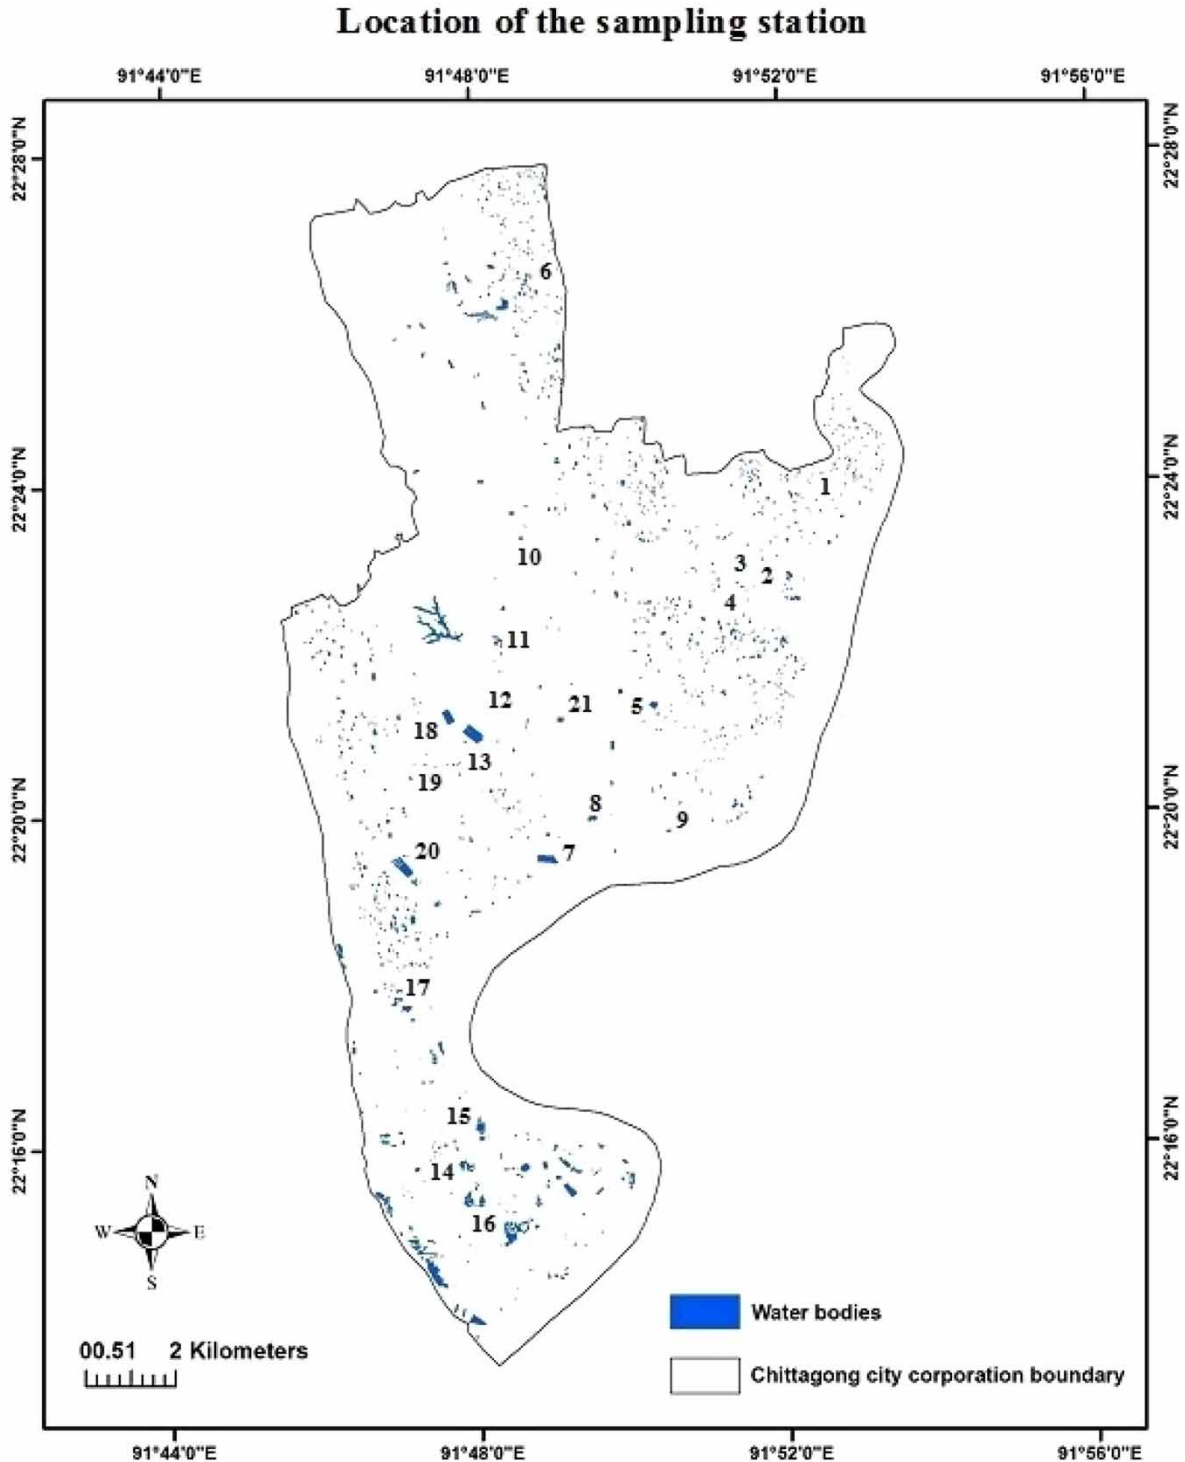 Location of the sampling station
91°44'0"E 91°48'0"E 91°52'0"E 91°56'0"E
22°28'0"N 22°28'0"N
6
22°24'0"N 22°24'0"N
1
10
3
2
4
11
12 21 5
18
13
19
22°20'0"N 22°20'0"N
8
9
20 7
17
15
22°16'0"N 22°16'0"N
14
16
N
W E
S
Water bodies
00.51 2 Kilometers
Chittagong city corporation boundary
91°44'0"E 91°48'0"E 91°52'0"E 91°56'0"E